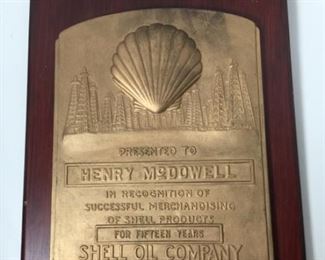 PRESENTED TO
HENRY McDOWELL
IN RECOGNITION OF
SUCCESSFUL MERCHANDISING
OF SHELL PRODUCTS
FOR FIFTEEN YEARS
SHELL OIL COMPANY